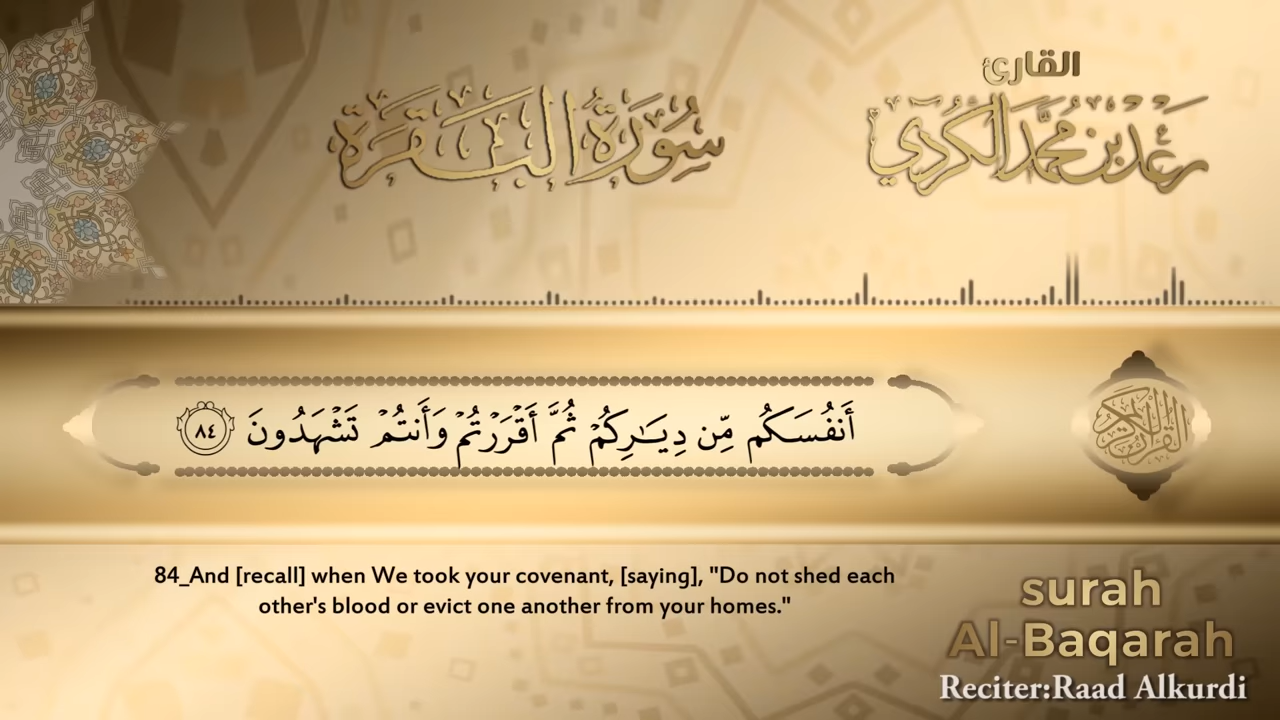 القارئ
سُورَةُ البَقَرَة
رعد بن محمد الكردي
أَنفُسَكُم مِّن دِيَـٰرِكُمْ ثُمَّ أَقْرَرْتُمْ وَأَنتُمْ تَشْهَدُونَ ٨٤
القرآن الكريم
84_And [recall] when We took your covenant, [saying], "Do not shed each
other's blood or evict one another from your homes."
surah
Al-Baqarah
Reciter:Raad Alkurdi